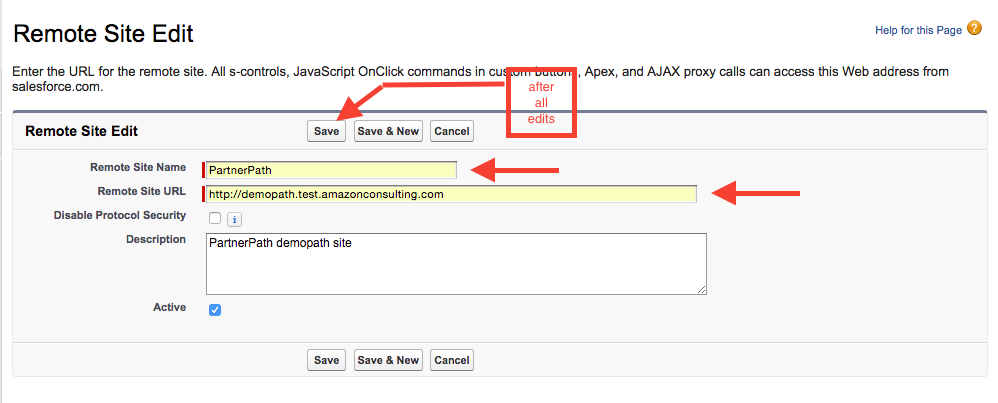 Remote Site Edit
Help for this Page ?
Enter the URL for the remote site. All s-controls, JavaScript OnClick commands in custom buttons, Apex, and AJAX proxy calls can access this Web address from
salesforce.com.
after
all
edits
Remote Site Edit Save Save & New Cancel
Remote Site Name PartnerPath
Remote Site URL http://demopath.test.amazonconsulting.com
Disable Protocol Security i
Description PartnerPath demopath site
Active
Save Save & New Cancel